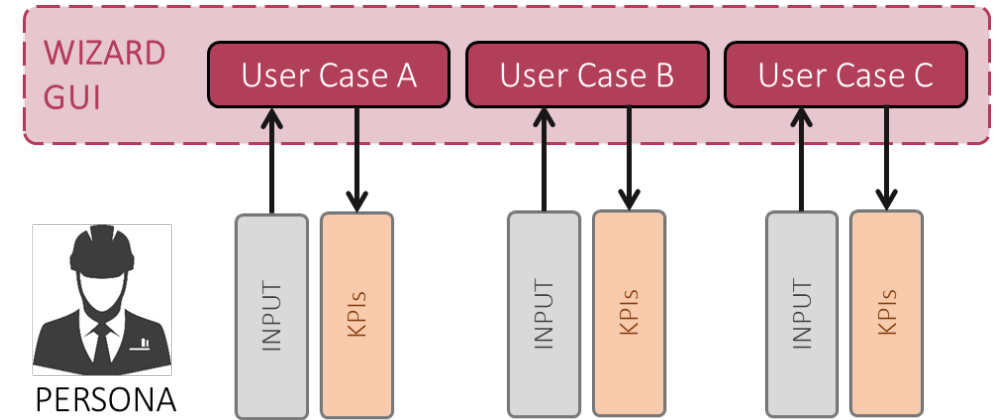 WIZARD
GUI
User Case A
User Case B
User Case C
INPUT
KPIs
INPUT
KPIs
INPUT
KPIs
PERSONA